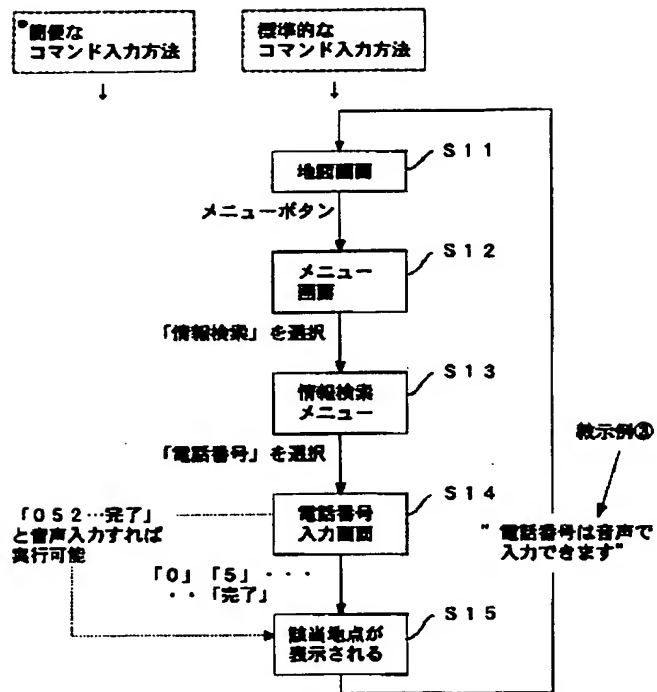 簡便な
コマンド入力方法
標準的な
コマンド入力方法
↓
↓
S11
地図画面
メニューボタン
S12
メニュー
画面
「情報検索」を選択
S13
情報検索
メニュー
「電話番号」を選択
教示例③
S14
電話番号
入力画面
「052…完了」
と音声入力すれば
実行可能
"電話番号は音声で
入力できます"
「0」「5」・・・
・・「完了」
S15
該当地点が
表示される